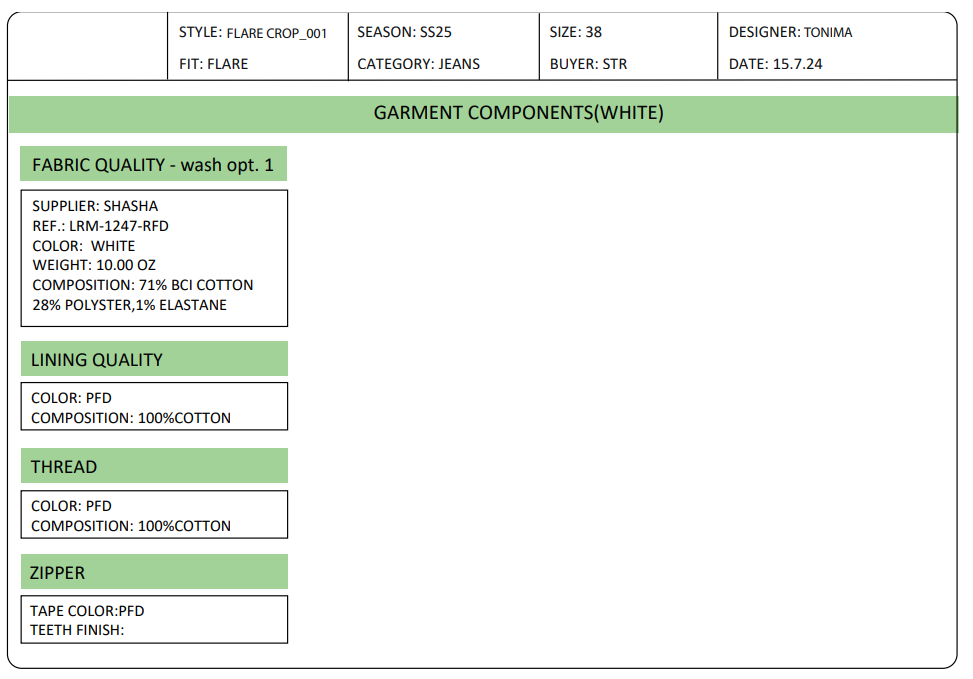 STYLE: FLARE CROP_001
FIT: FLARE
SEASON: SS25
CATEGORY: JEANS
SIZE: 38
BUYER: STR
DESIGNER: TONIMA
DATE: 15.7.24
GARMENT COMPONENTS(WHITE)
FABRIC QUALITY - wash opt. 1
SUPPLIER: SHASHA
REF.: LRM-1247-RFD
COLOR: WHITE
WEIGHT: 10.00 OZ
COMPOSITION: 71% BCI COTTON
28% POLYSTER,1% ELASTANE
LINING QUALITY
COLOR: PFD
COMPOSITION: 100%COTTON
THREAD
COLOR: PFD
COMPOSITION: 100%COTTON
ZIPPER
TAPE COLOR:PFD
TEETH FINISH: